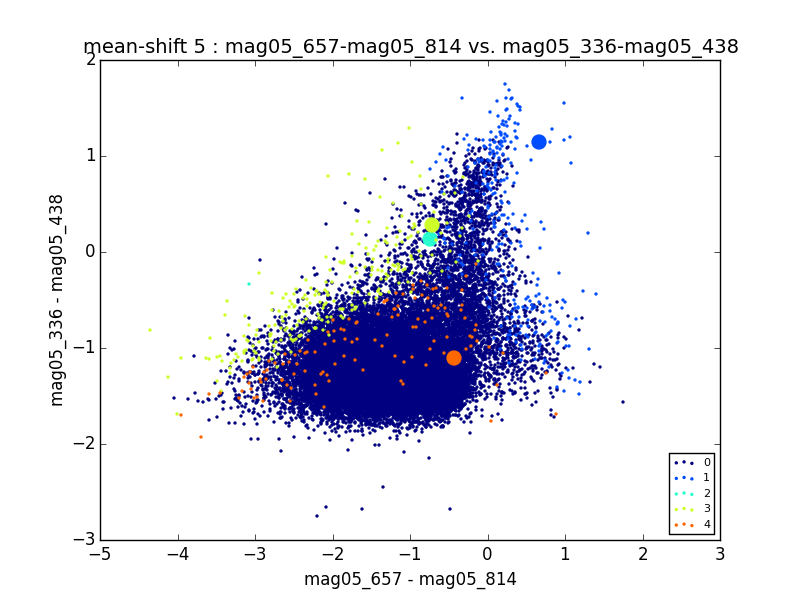 mean-shift 5 : mag05_657-mag05_814 vs. mag05_336-mag05_438
2
1
0
−1
−2
−3
mag05_336 - mag05_438
−5 −4 −3 −2 −1 0 1 2 3
mag05_657 - mag05_814
0
1
2
3
4